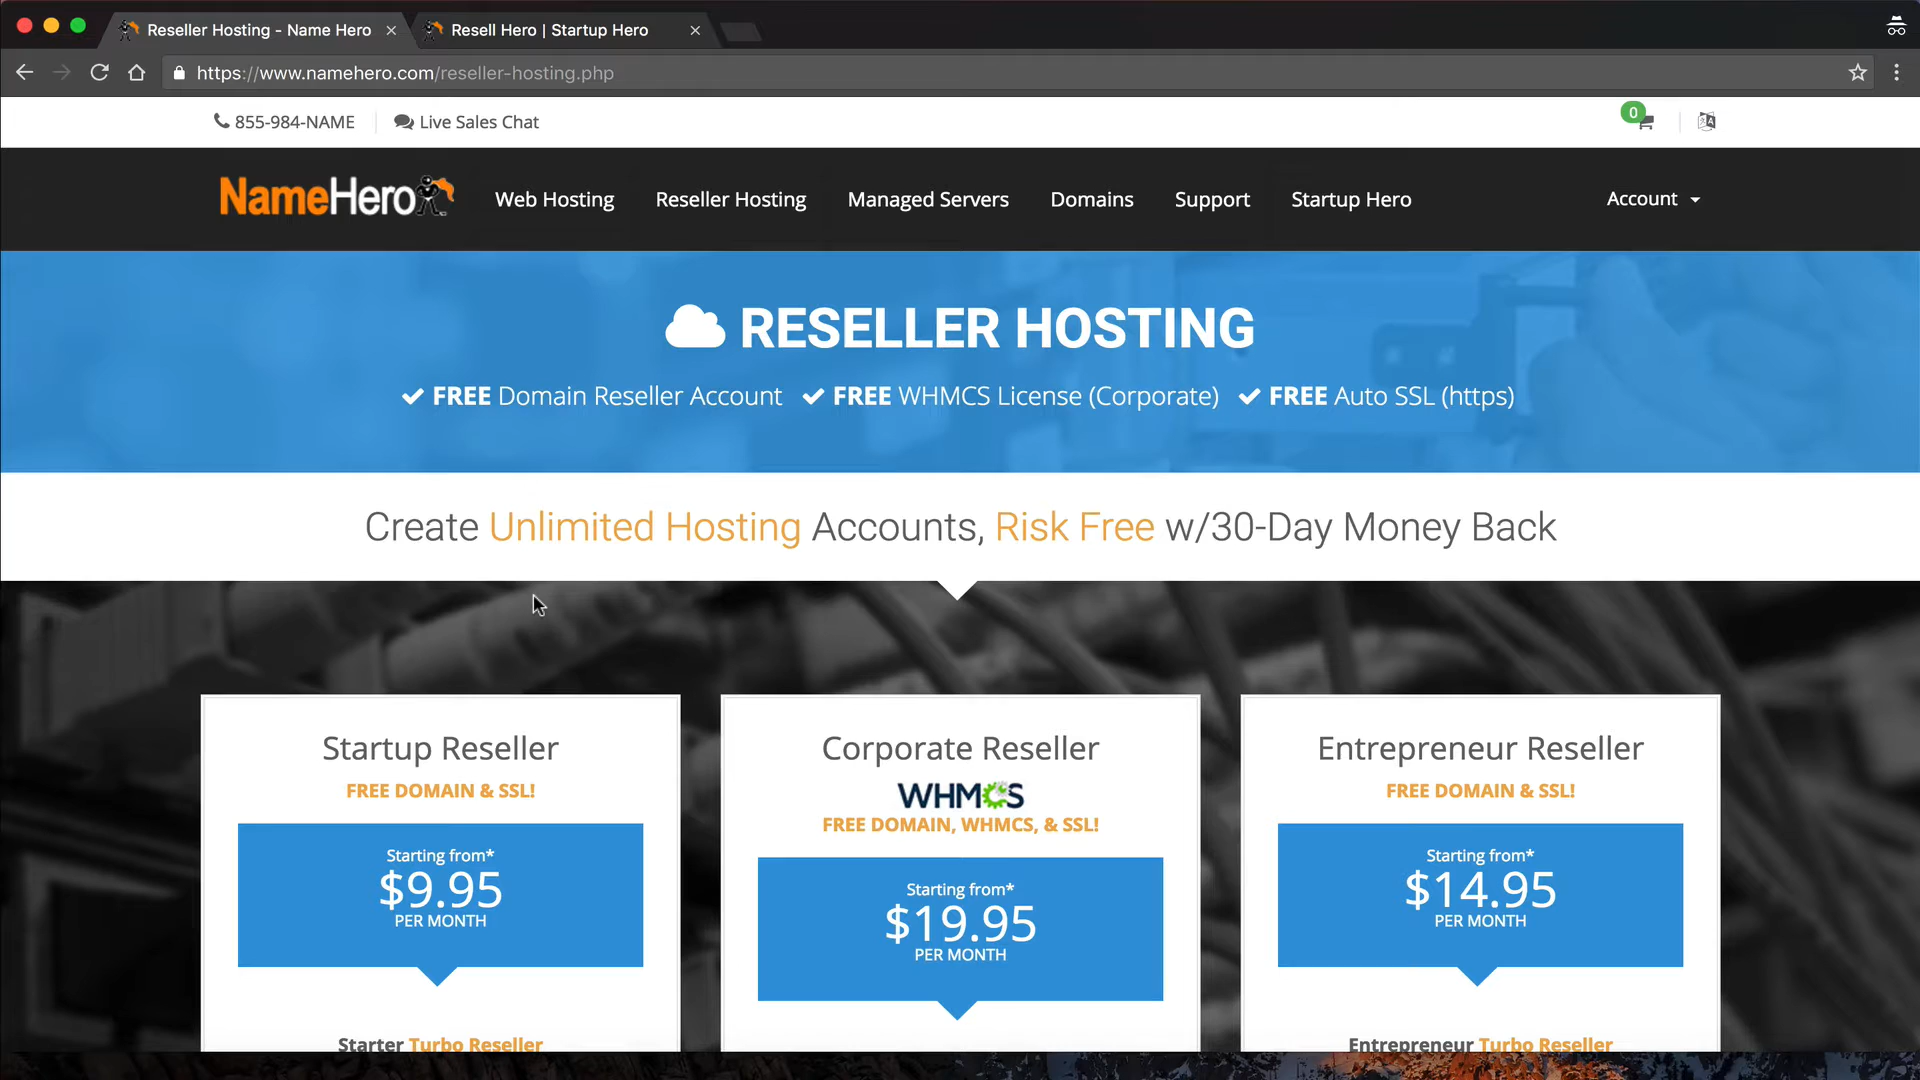 Reseller Hosting - Name Hero
Resell Hero | Startup Hero
https://www.namehero.com/reseller-hosting.php
855-984-NAME
Live Sales Chat
0
NameHero
Web Hosting
Reseller Hosting
Managed Servers
Domains
Support
Startup Hero
Account
RESELLER HOSTING
FREE Domain Reseller Account FREE WHMCS License (Corporate) FREE Auto SSL (https)
Create Unlimited Hosting Accounts, Risk Free w/30-Day Money Back
Startup Reseller
FREE DOMAIN & SSL!
Starting from*
$9.95
PER MONTH
Starter Turbo Reseller
Corporate Reseller
WHMCS
FREE DOMAIN, WHMCS, & SSL!
Starting from*
$19.95
PER MONTH
Entrepreneur Reseller
FREE DOMAIN & SSL!
Starting from*
$14.95
PER MONTH
Entrepreneur Turbo Reseller